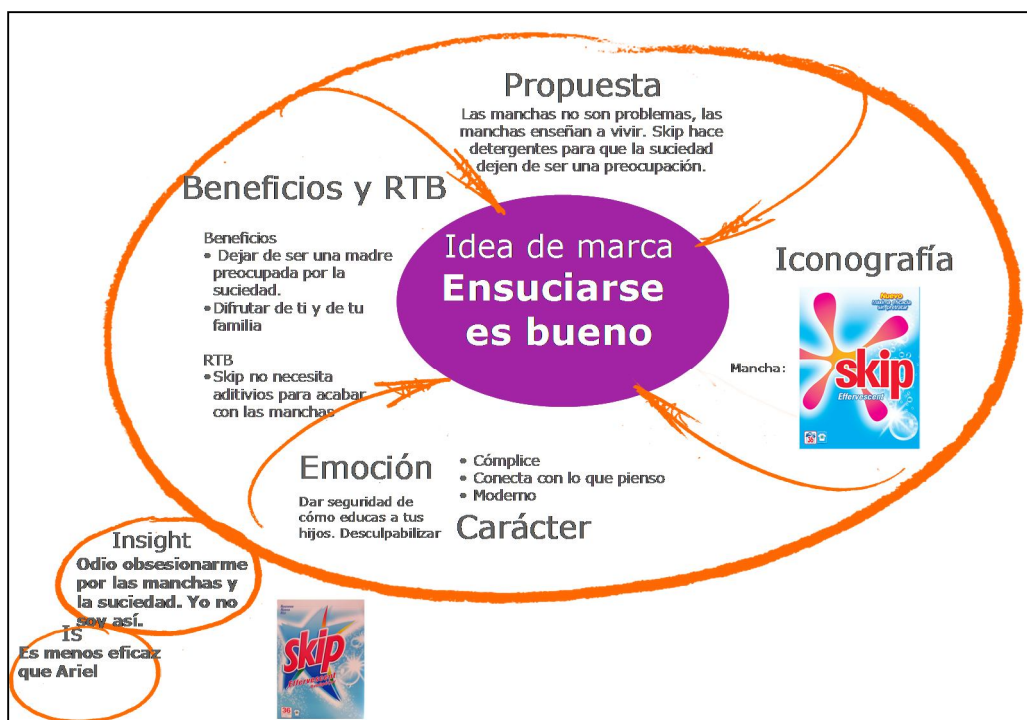 Propuesta
Las manchas no son problemas, las
manchas enseñan a vivir. Skip hace
detergentes para que la suciedad
dejen de ser una preocupación.
Beneficios y RTB
Beneficios
• Dejar de ser una madre
preocupada por la
suciedad.
• Difrutar de ti y de tu
familia
RTB
• Skip no necesita
aditivios para acabar
con las manchas
Idea de marca
Ensuciarse
es bueno
Iconografía
Mancha:
Nuevo
skip
Effervescent
36
Emoción
Dar seguridad de
cómo educas a tus
hijos. Desculpabilizar
• Cómplice
• Conecta con lo que pienso
• Moderno
Carácter
Insight
Odio obsesionarme
por las manchas y
la suciedad. Yo no
soy así.
IS
Es menos eficaz
que Ariel
skip
Effervescent
36